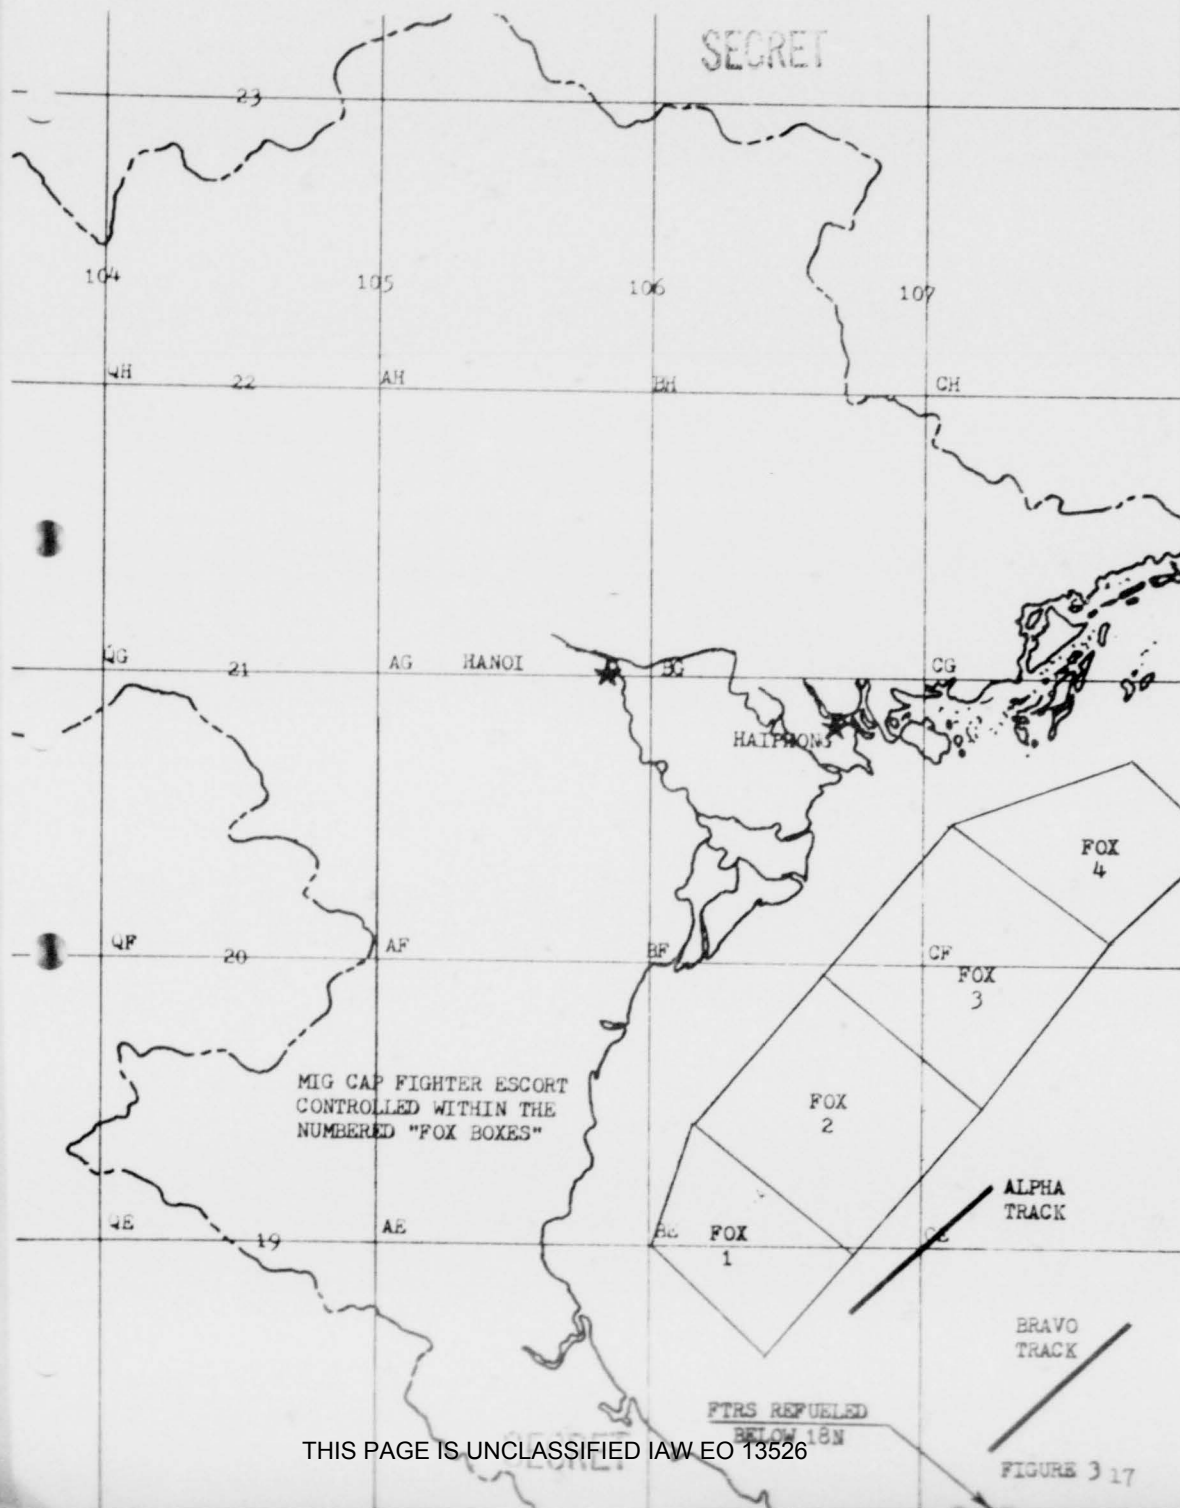 SECRET
23
104
105
106
107
QH
22
AH
BH
CH
QG
21
AG
HANOI
BG
CG
HAIPHONG
FOX
4
QF
20
AF
BF
CF
FOX
3
MIG CAP FIGHTER ESCORT
CONTROLLED WITHIN THE
NUMBERED "FOX BOXES"
FOX
2
ALPHA
TRACK
QE
19
AE
BE
FOX
1
CE
BRAVO
TRACK
FTRS REFUELED
BELOW 18N
SECRET
THIS PAGE IS UNCLASSIFIED IAW EO 13526
FIGURE 3
17